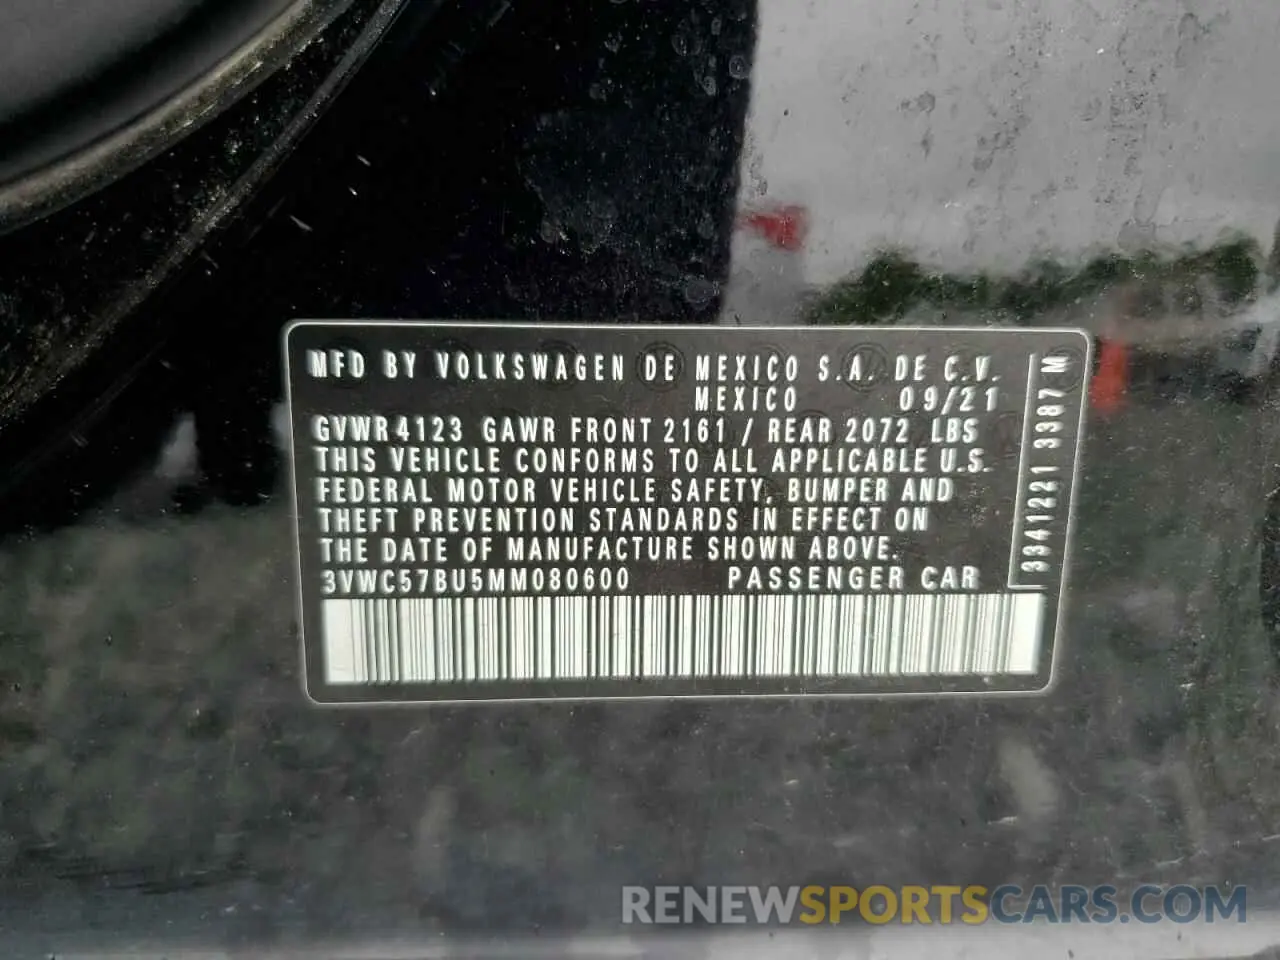 MFD BY VOLKSWAGEN DE MEXICO S.A. DE C.V.
MEXICO 09/21
GVWR 4123 GAWR FRONT 2161 / REAR 2072 LBS
THIS VEHICLE CONFORMS TO ALL APPLICABLE U.S.
FEDERAL MOTOR VEHICLE SAFETY, BUMPER AND
THEFT PREVENTION STANDARDS IN EFFECT ON
THE DATE OF MANUFACTURE SHOWN ABOVE.
3VWC57BU5MM080600 PASSENGER CAR
3341221 3387 M
RENEWSPORTSCARS.COM